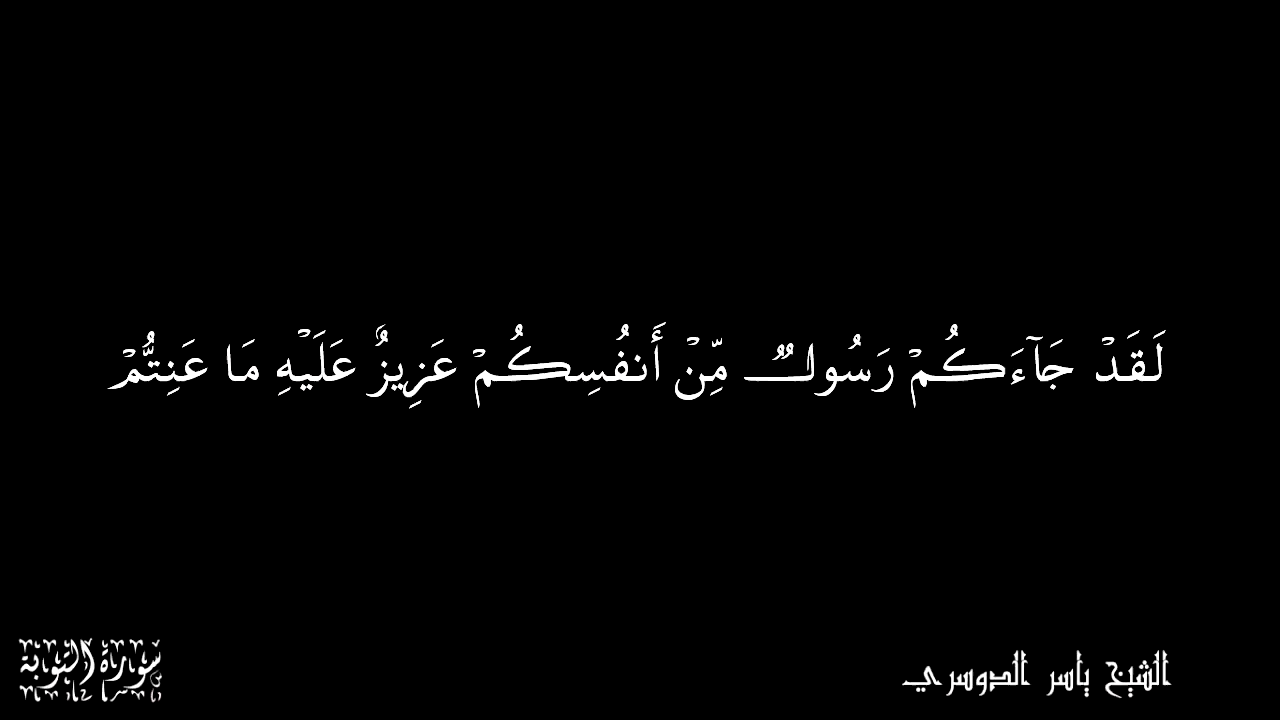 لَقَدْ جَآءَكُمْ رَسُولٌ مِّنْ أَنفُسِكُمْ عَزِيزٌ عَلَيْهِ مَا عَنِتُّمْ
سورة التوبة
الشيخ ياسر الدوسري